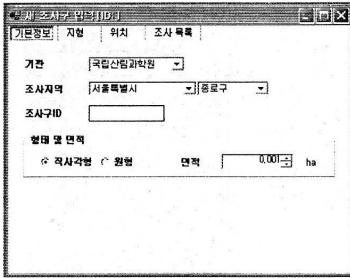 새 조사구 입력[ID:]
기본정보 지형 위치 조사 목록
기관 국립산림과학원
조사지역 서울특별시 종로구
조사구ID
형태 및 면적
직사각형 원형 면적 0,001 ha